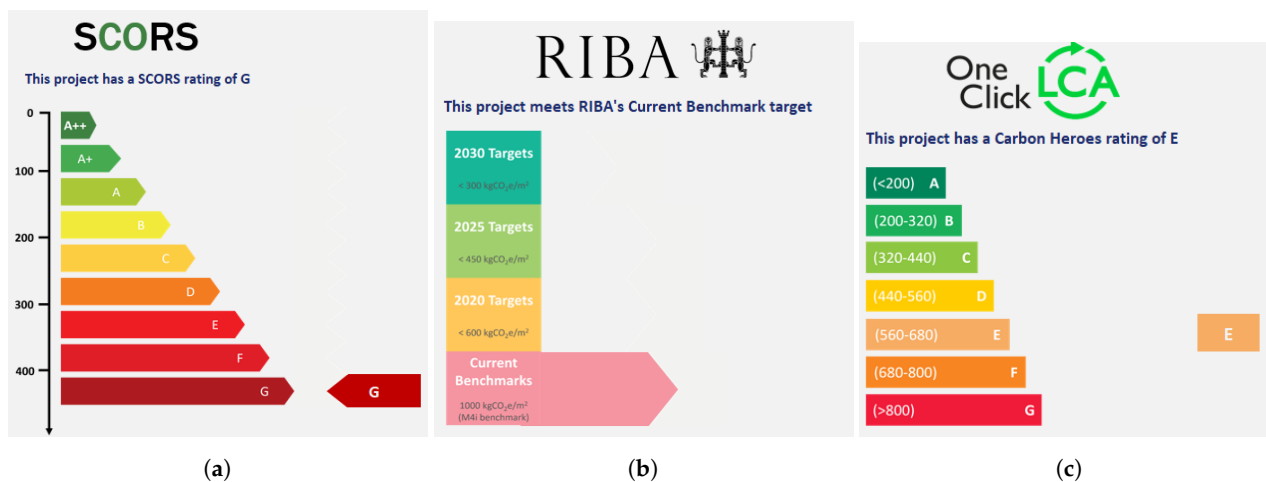 SCORS
This project has a SCORS rating of G
0
A++
A+
100
A
B
200
C
D
300
E
F
400
G
G
(a)
RIBA
This project meets RIBA's Current Benchmark target
2030 Targets
< 300 kgCO₂e/m²
2025 Targets
< 450 kgCO₂e/m²
2020 Targets
< 600 kgCO₂e/m²
Current
Benchmarks
1000 kgCO₂e/m²
(M4i benchmark)
(b)
One
Click
LCA
This project has a Carbon Heroes rating of E
(<200) A
(200-320) B
(320-440) C
(440-560) D
(560-680) E
E
(680-800) F
(>800) G
(c)